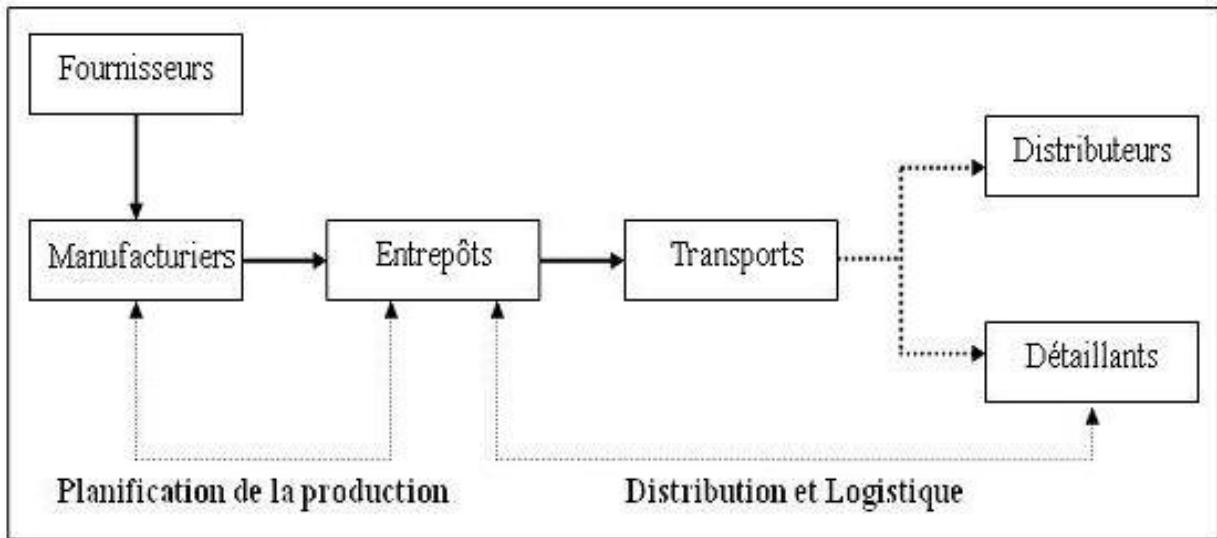 Fournisseurs
Distributeurs
Manufacturiers
Entrepôts
Transports
Détaillants
Planification de la production
Distribution et Logistique